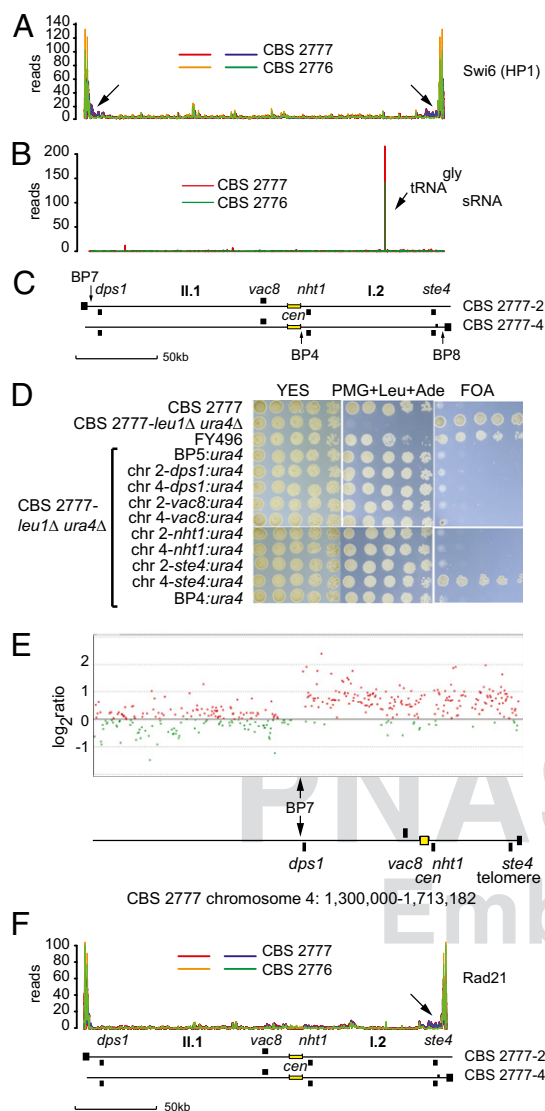 A
140
120
100
80
60
40
20
0
reads
CBS 2777
CBS 2776
Swi6 (HP1)
B
200
150
100
50
0
reads
CBS 2777
CBS 2776
tRNA gly
sRNA
C
BP7
dps1
II.1
vac8
nht1
I.2
ste4
cen
CBS 2777-2
CBS 2777-4
50kb
BP4
BP8
D
YES
PMG+Leu+Ade
FOA
CBS 2777
CBS 2777-leu1Δ ura4Δ
FY496
BP5:ura4
chr 2-dps1:ura4
chr 4-dps1:ura4
chr 2-vac8:ura4
chr 4-vac8:ura4
chr 2-nht1:ura4
chr 4-nht1:ura4
chr 2-ste4:ura4
chr 4-ste4:ura4
BP4:ura4
CBS 2777-
leu1Δ ura4Δ
E
2
1
0
-1
log2ratio
BP7
dps1
vac8
cen
nht1
ste4
telomere
CBS 2777 chromosome 4: 1,300,000-1,713,182
PNAS
Emb
F
100
80
60
40
20
0
reads
CBS 2777
CBS 2776
Rad21
dps1
II.1
vac8
nht1
I.2
ste4
cen
CBS 2777-2
CBS 2777-4
50kb